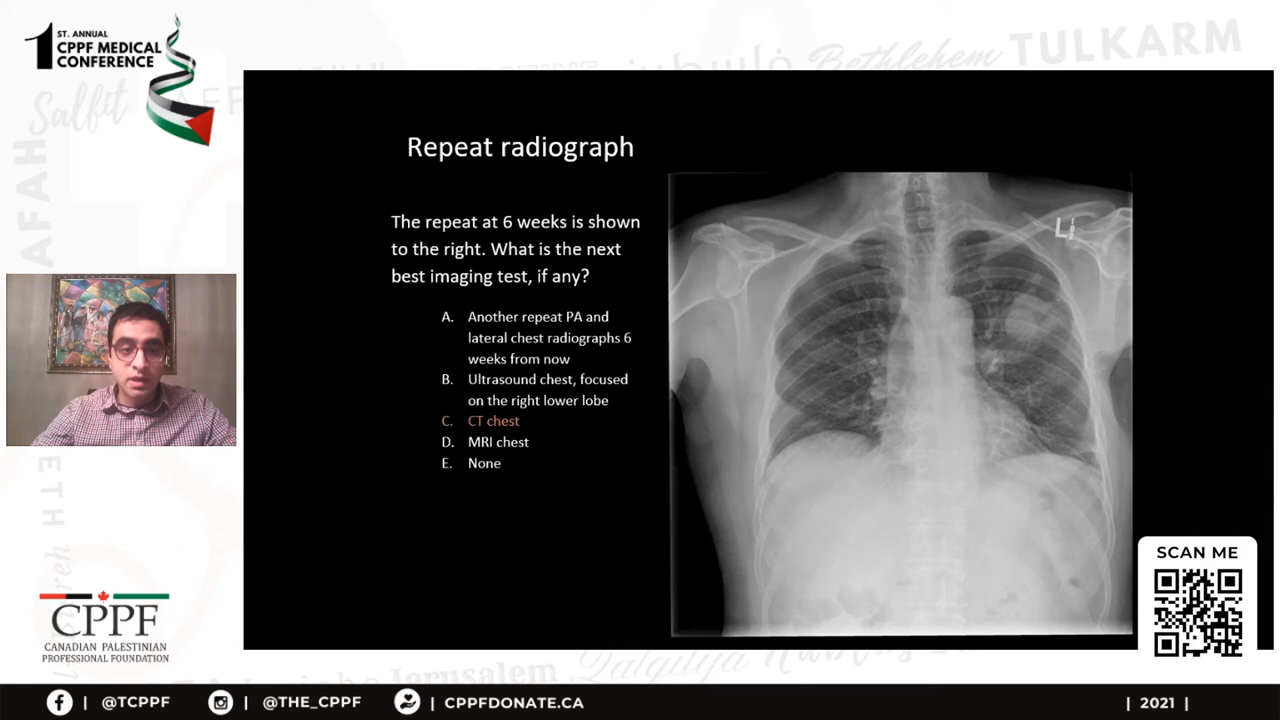 1 ST. ANNUAL
CPPF MEDICAL
CONFERENCE
Salfit
Bethlehem
TULKARM
Repeat radiograph
The repeat at 6 weeks is shown
to the right. What is the next
best imaging test, if any?
A. Another repeat PA and
lateral chest radiographs 6
weeks from now
B. Ultrasound chest, focused
on the right lower lobe
C. CT chest
D. MRI chest
E. None
L
SCAN ME
CPPF
CANADIAN PALESTINIAN
PROFESSIONAL FOUNDATION
Jerusalem
Qalqilya
| @TCPPF
| @THE_CPPF
| CPPFDONATE.CA
| 2021 |